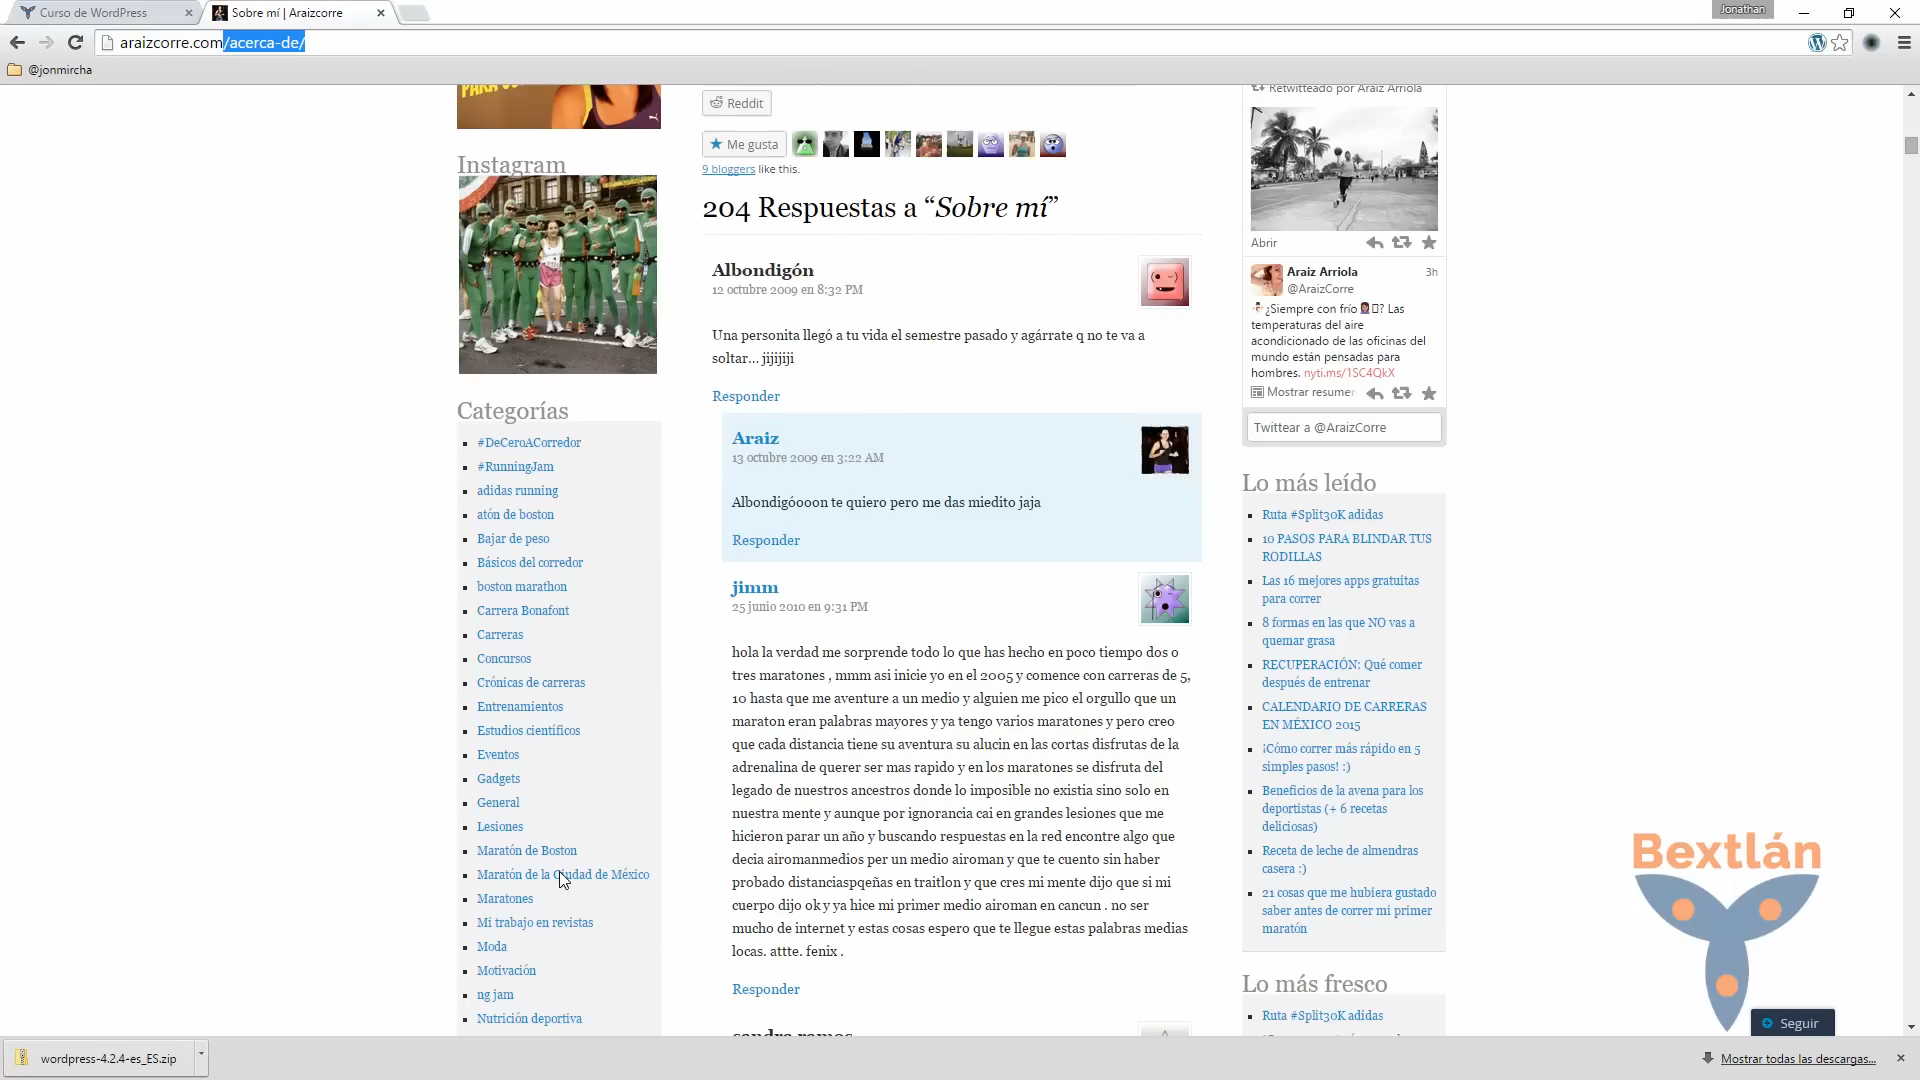 Curso de WordPress
Sobre mí | Araizcorre
Jonathan
araizcorre.com/acerca-de/
@jonmircha
PARA
Instagram
Categorías
#DeCeroACorredor
#RunningJam
adidas running
atón de boston
Bajar de peso
Básicos del corredor
boston marathon
Carrera Bonafont
Carreras
Concursos
Crónicas de carreras
Entrenamientos
Estudios científicos
Eventos
Gadgets
General
Lesiones
Maratón de Boston
Maratón de la Ciudad de México
Maratones
Mi trabajo en revistas
Moda
Motivación
ng jam
Nutrición deportiva
Reddit
Me gusta
9 bloggers like this.
204 Respuestas a “Sobre mí”
Albondigón
12 octubre 2009 en 8:32 PM
Una personita llegó a tu vida el semestre pasado y agárrate q no te va a
soltar… jijijiji
Responder
Araiz
13 octubre 2009 en 3:22 AM
Albondigóooon te quiero pero me das miedito jaja
Responder
jimm
25 junio 2010 en 9:31 PM
hola la verdad me sorprende todo lo que has hecho en poco tiempo dos o
tres maratones , mmm asi inicie yo en el 2005 y comence con carreras de 5,
10 hasta que me aventure a un medio y alguien me pico el orgullo que un
maraton eran palabras mayores y ya tengo varios maratones y pero creo
que cada distancia tiene su aventura su alucin en las cortas disfrutas de la
adrenalina de querer ser mas rapido y en los maratones se disfruta del
legado de nuestros ancestros donde lo imposible no existia sino solo en
nuestra mente y aunque por ignorancia cai en grandes lesiones que me
hicieron parar un año y buscando respuestas en la red encontre algo que
decia airomanmedios per un medio airoman y que te cuento sin haber
probado distanciaspqeñas en traitlon y que cres mi mente dijo que si mi
cuerpo dijo ok y ya hice mi primer medio airoman en cancun . no ser
mucho de internet y estas cosas espero que te llegue estas palabras medias
locas. attte. fenix .
Responder
sandra ramos
Retwitteado por Araiz Arriola
Abrir
Araiz Arriola 3h
@AraizCorre
¿Siempre con frío ? Las
temperaturas del aire
acondicionado de las oficinas del
mundo están pensadas para
hombres. nyti.ms/1SC4QkX
Mostrar resumen
Twittear a @AraizCorre
Lo más leído
Ruta #Split30K adidas
10 PASOS PARA BLINDAR TUS
RODILLAS
Las 16 mejores apps gratuitas
para correr
8 formas en las que NO vas a
quemar grasa
RECUPERACIÓN: Qué comer
después de entrenar
CALENDARIO DE CARRERAS
EN MÉXICO 2015
¡Cómo correr más rápido en 5
simples pasos! :)
Beneficios de la avena para los
deportistas (+ 6 recetas
deliciosas)
Receta de leche de almendras
casera :)
21 cosas que me hubiera gustado
saber antes de correr mi primer
maratón
Lo más fresco
Ruta #Split30K adidas
Bextlán
Seguir
wordpress-4.2.4-es_ES.zip
Mostrar todas las descargas...